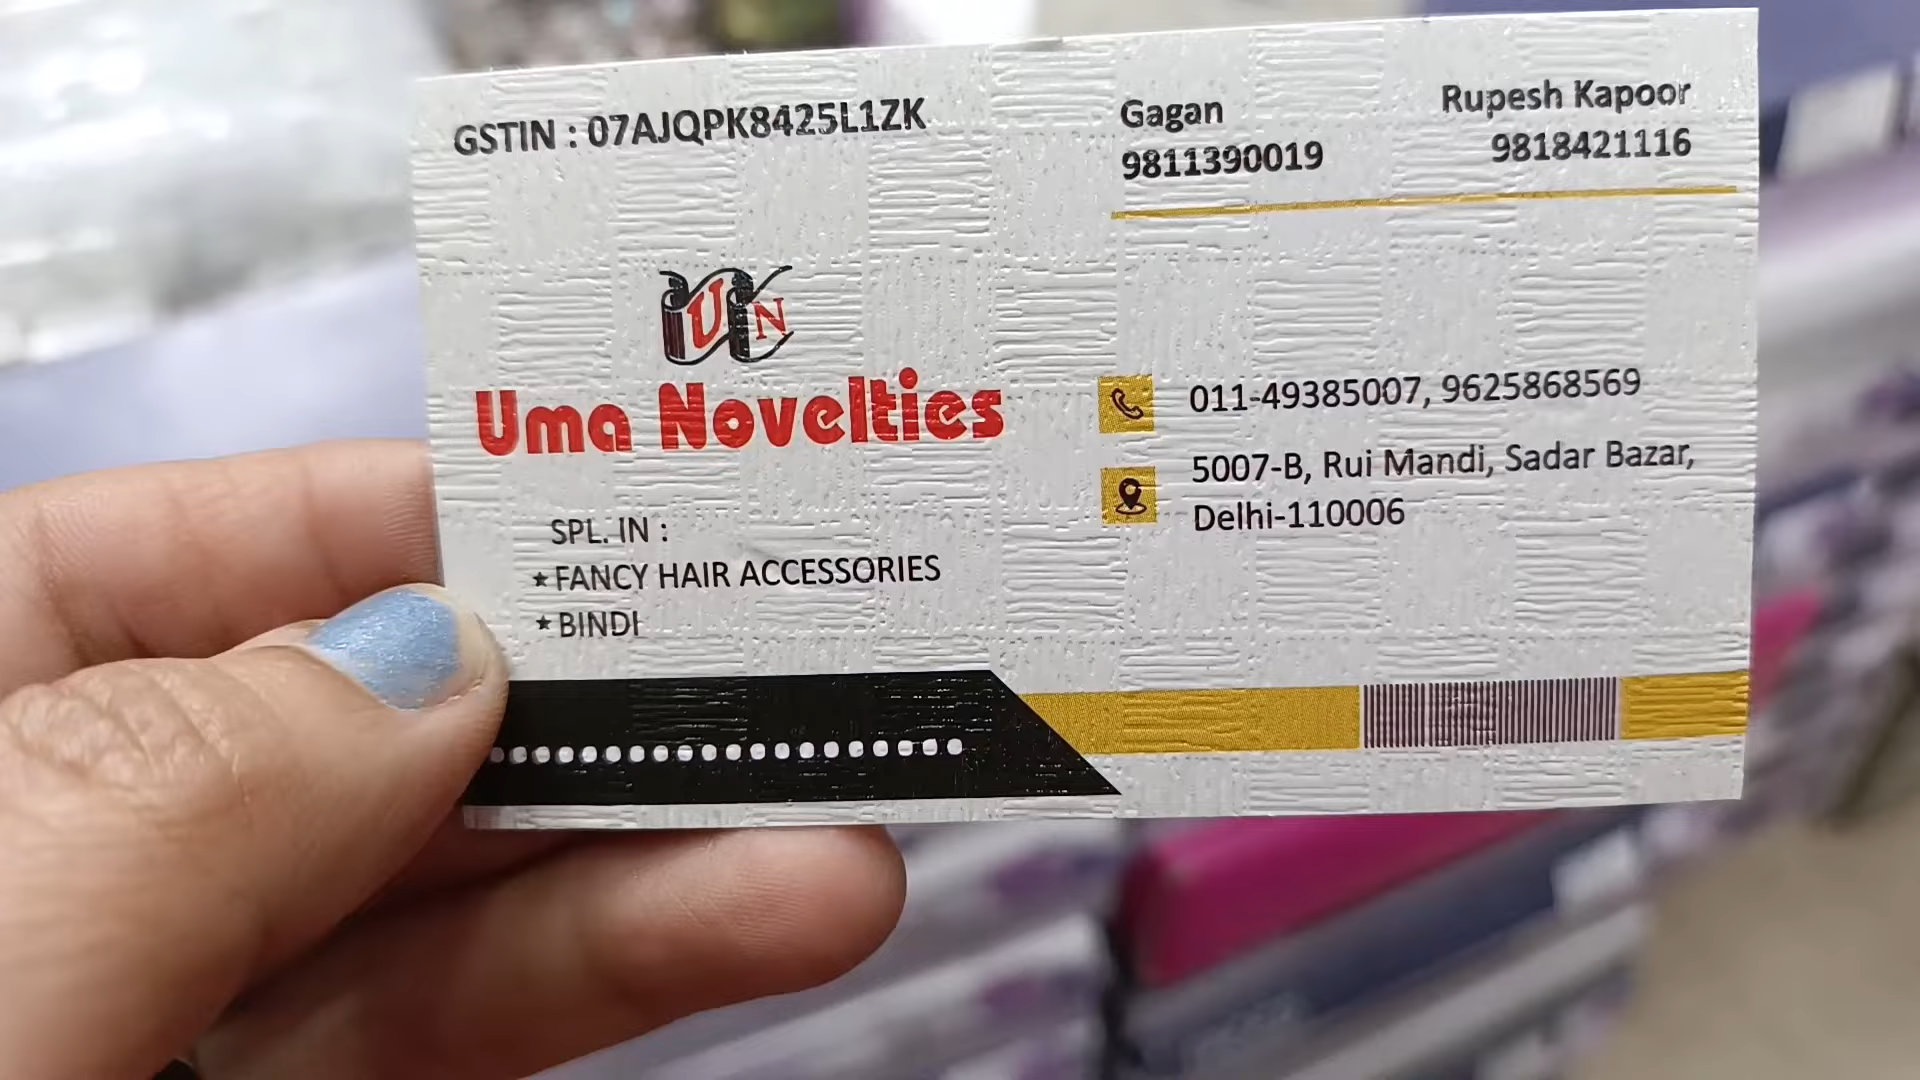 GSTIN : 07AJQPK8425L1ZK
Gagan
9811390019
Rupesh Kapoor
9818421116
UN
Uma Novelties
SPL. IN :
★ FANCY HAIR ACCESSORIES
★ BINDI
011-49385007, 9625868569
5007-B, Rui Mandi, Sadar Bazar,
Delhi-110006